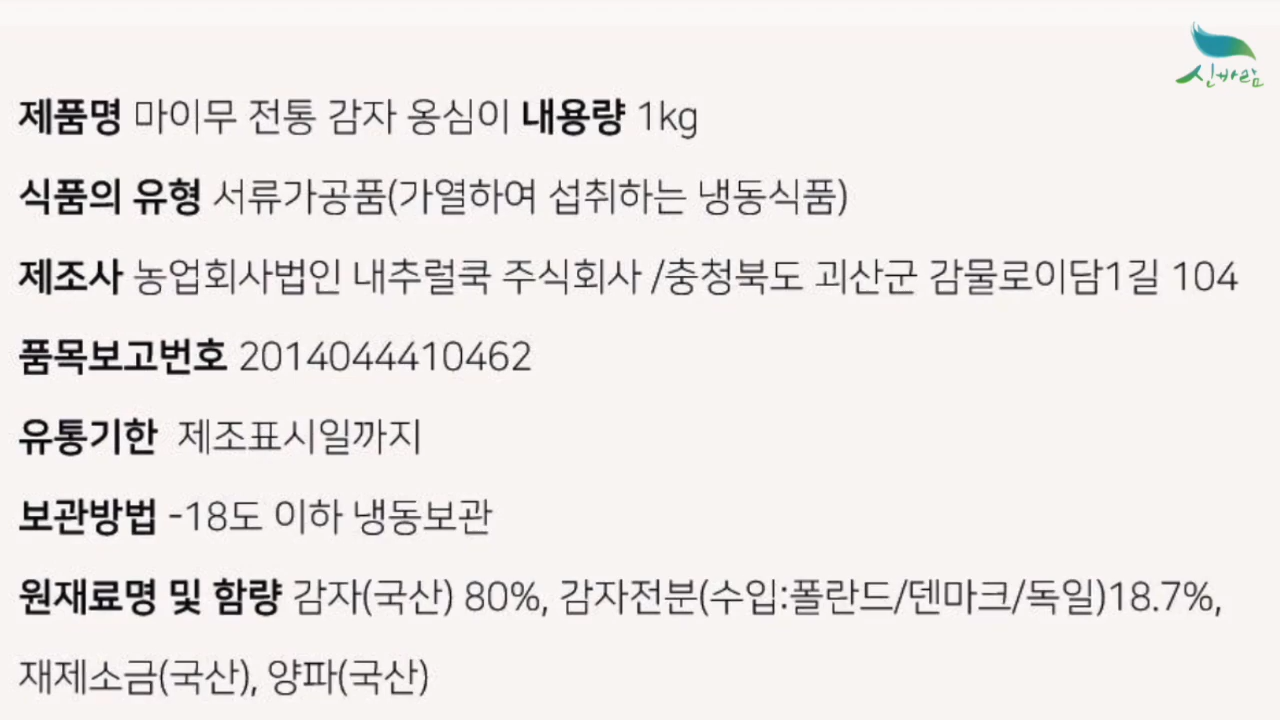 신바람
제품명 마이무 전통 감자 옹심이 내용량 1kg
식품의 유형 서류가공품(가열하여 섭취하는 냉동식품)
제조사 농업회사법인 내추럴쿡 주식회사 /충청북도 괴산군 감물로이담1길 104
품목보고번호 2014044410462
유통기한 제조표시일까지
보관방법 -18도 이하 냉동보관
원재료명 및 함량 감자(국산) 80%, 감자전분(수입:폴란드/덴마크/독일)18.7%,
재제소금(국산), 양파(국산)